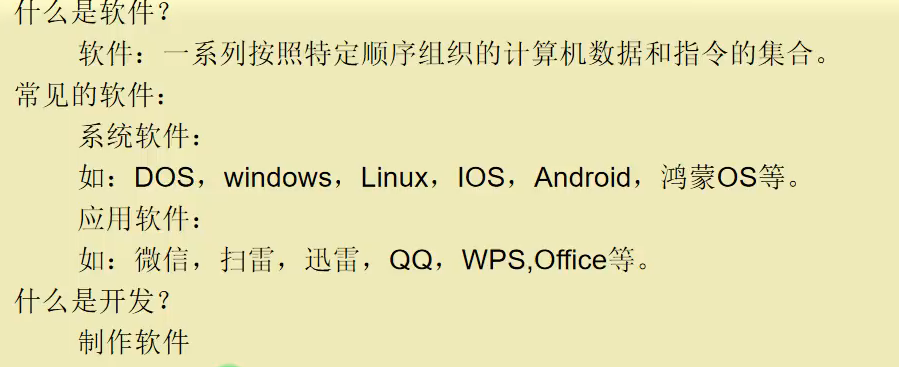 什么是软件？
软件：一系列按照特定顺序组织的计算机数据和指令的集合。
常见的软件：
系统软件：
如：DOS，windows，Linux，IOS，Android，鸿蒙OS等。
应用软件：
如：微信，扫雷，迅雷，QQ，WPS,Office等。
什么是开发？
制作软件